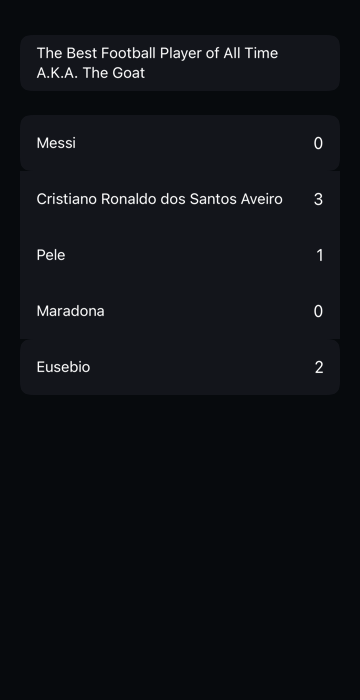 The Best Football Player of All Time
A.K.A. The Goat
Messi 0
Cristiano Ronaldo dos Santos Aveiro 3
Pele 1
Maradona 0
Eusebio 2